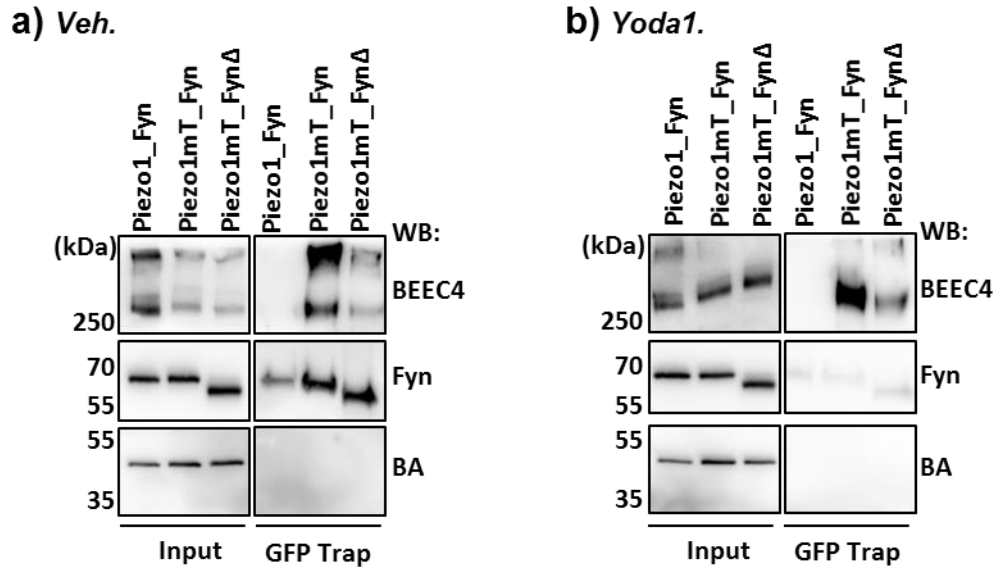 a) Veh.
Piezo1_Fyn
Piezo1mT_Fyn
Piezo1mT_FynΔ
Piezo1_Fyn
Piezo1mT_Fyn
Piezo1mT_FynΔ
(kDa)
WB:
BEEC4
250
70
Fyn
55
55
BA
35
Input
GFP Trap
b) Yoda1.
Piezo1_Fyn
Piezo1mT_Fyn
Piezo1mT_FynΔ
Piezo1_Fyn
Piezo1mT_Fyn
Piezo1mT_FynΔ
(kDa)
WB:
BEEC4
250
70
Fyn
55
55
BA
35
Input
GFP Trap